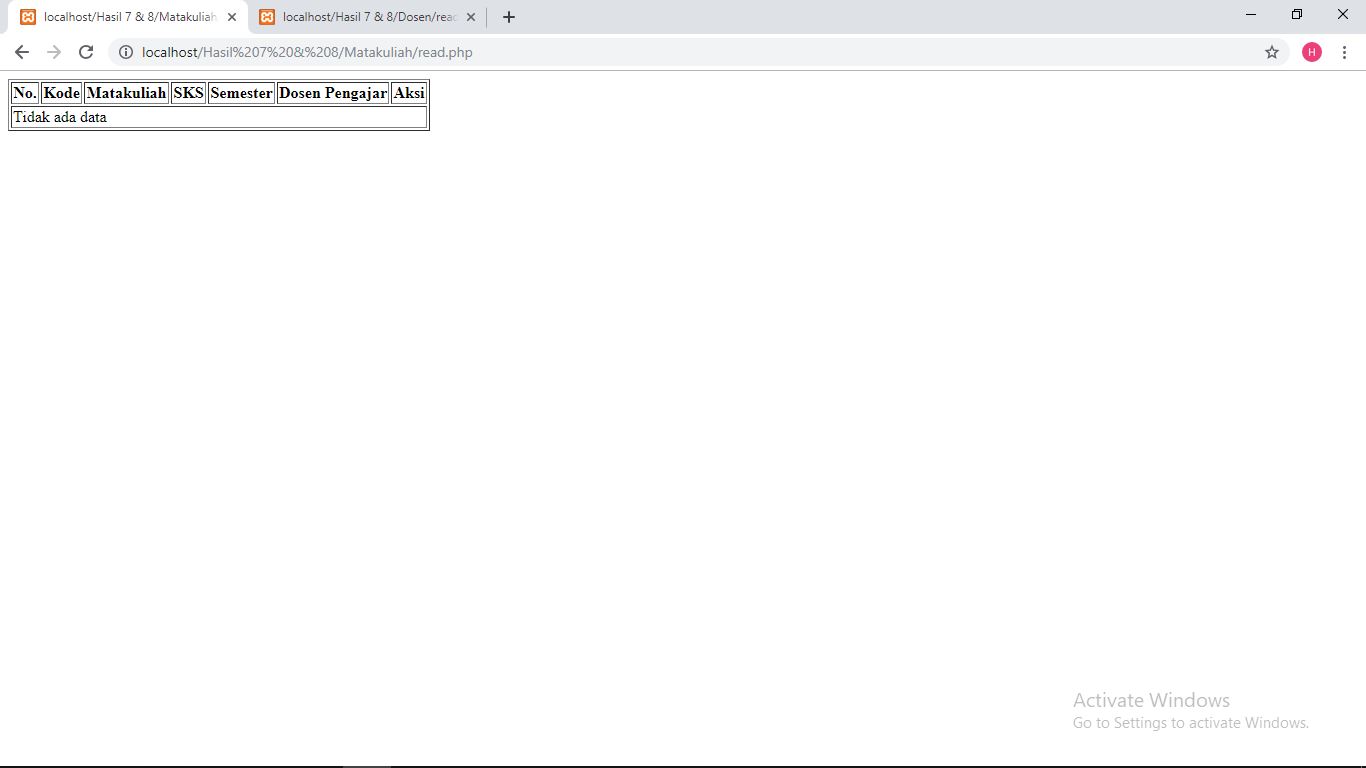 localhost/Hasil 7 & 8/Matakuliah
localhost/Hasil 7 & 8/Dosen/read
localhost/Hasil%207%20&%208/Matakuliah/read.php
H
No. Kode Matakuliah SKS Semester Dosen Pengajar Aksi
Tidak ada data
Activate Windows
Go to Settings to activate Windows.